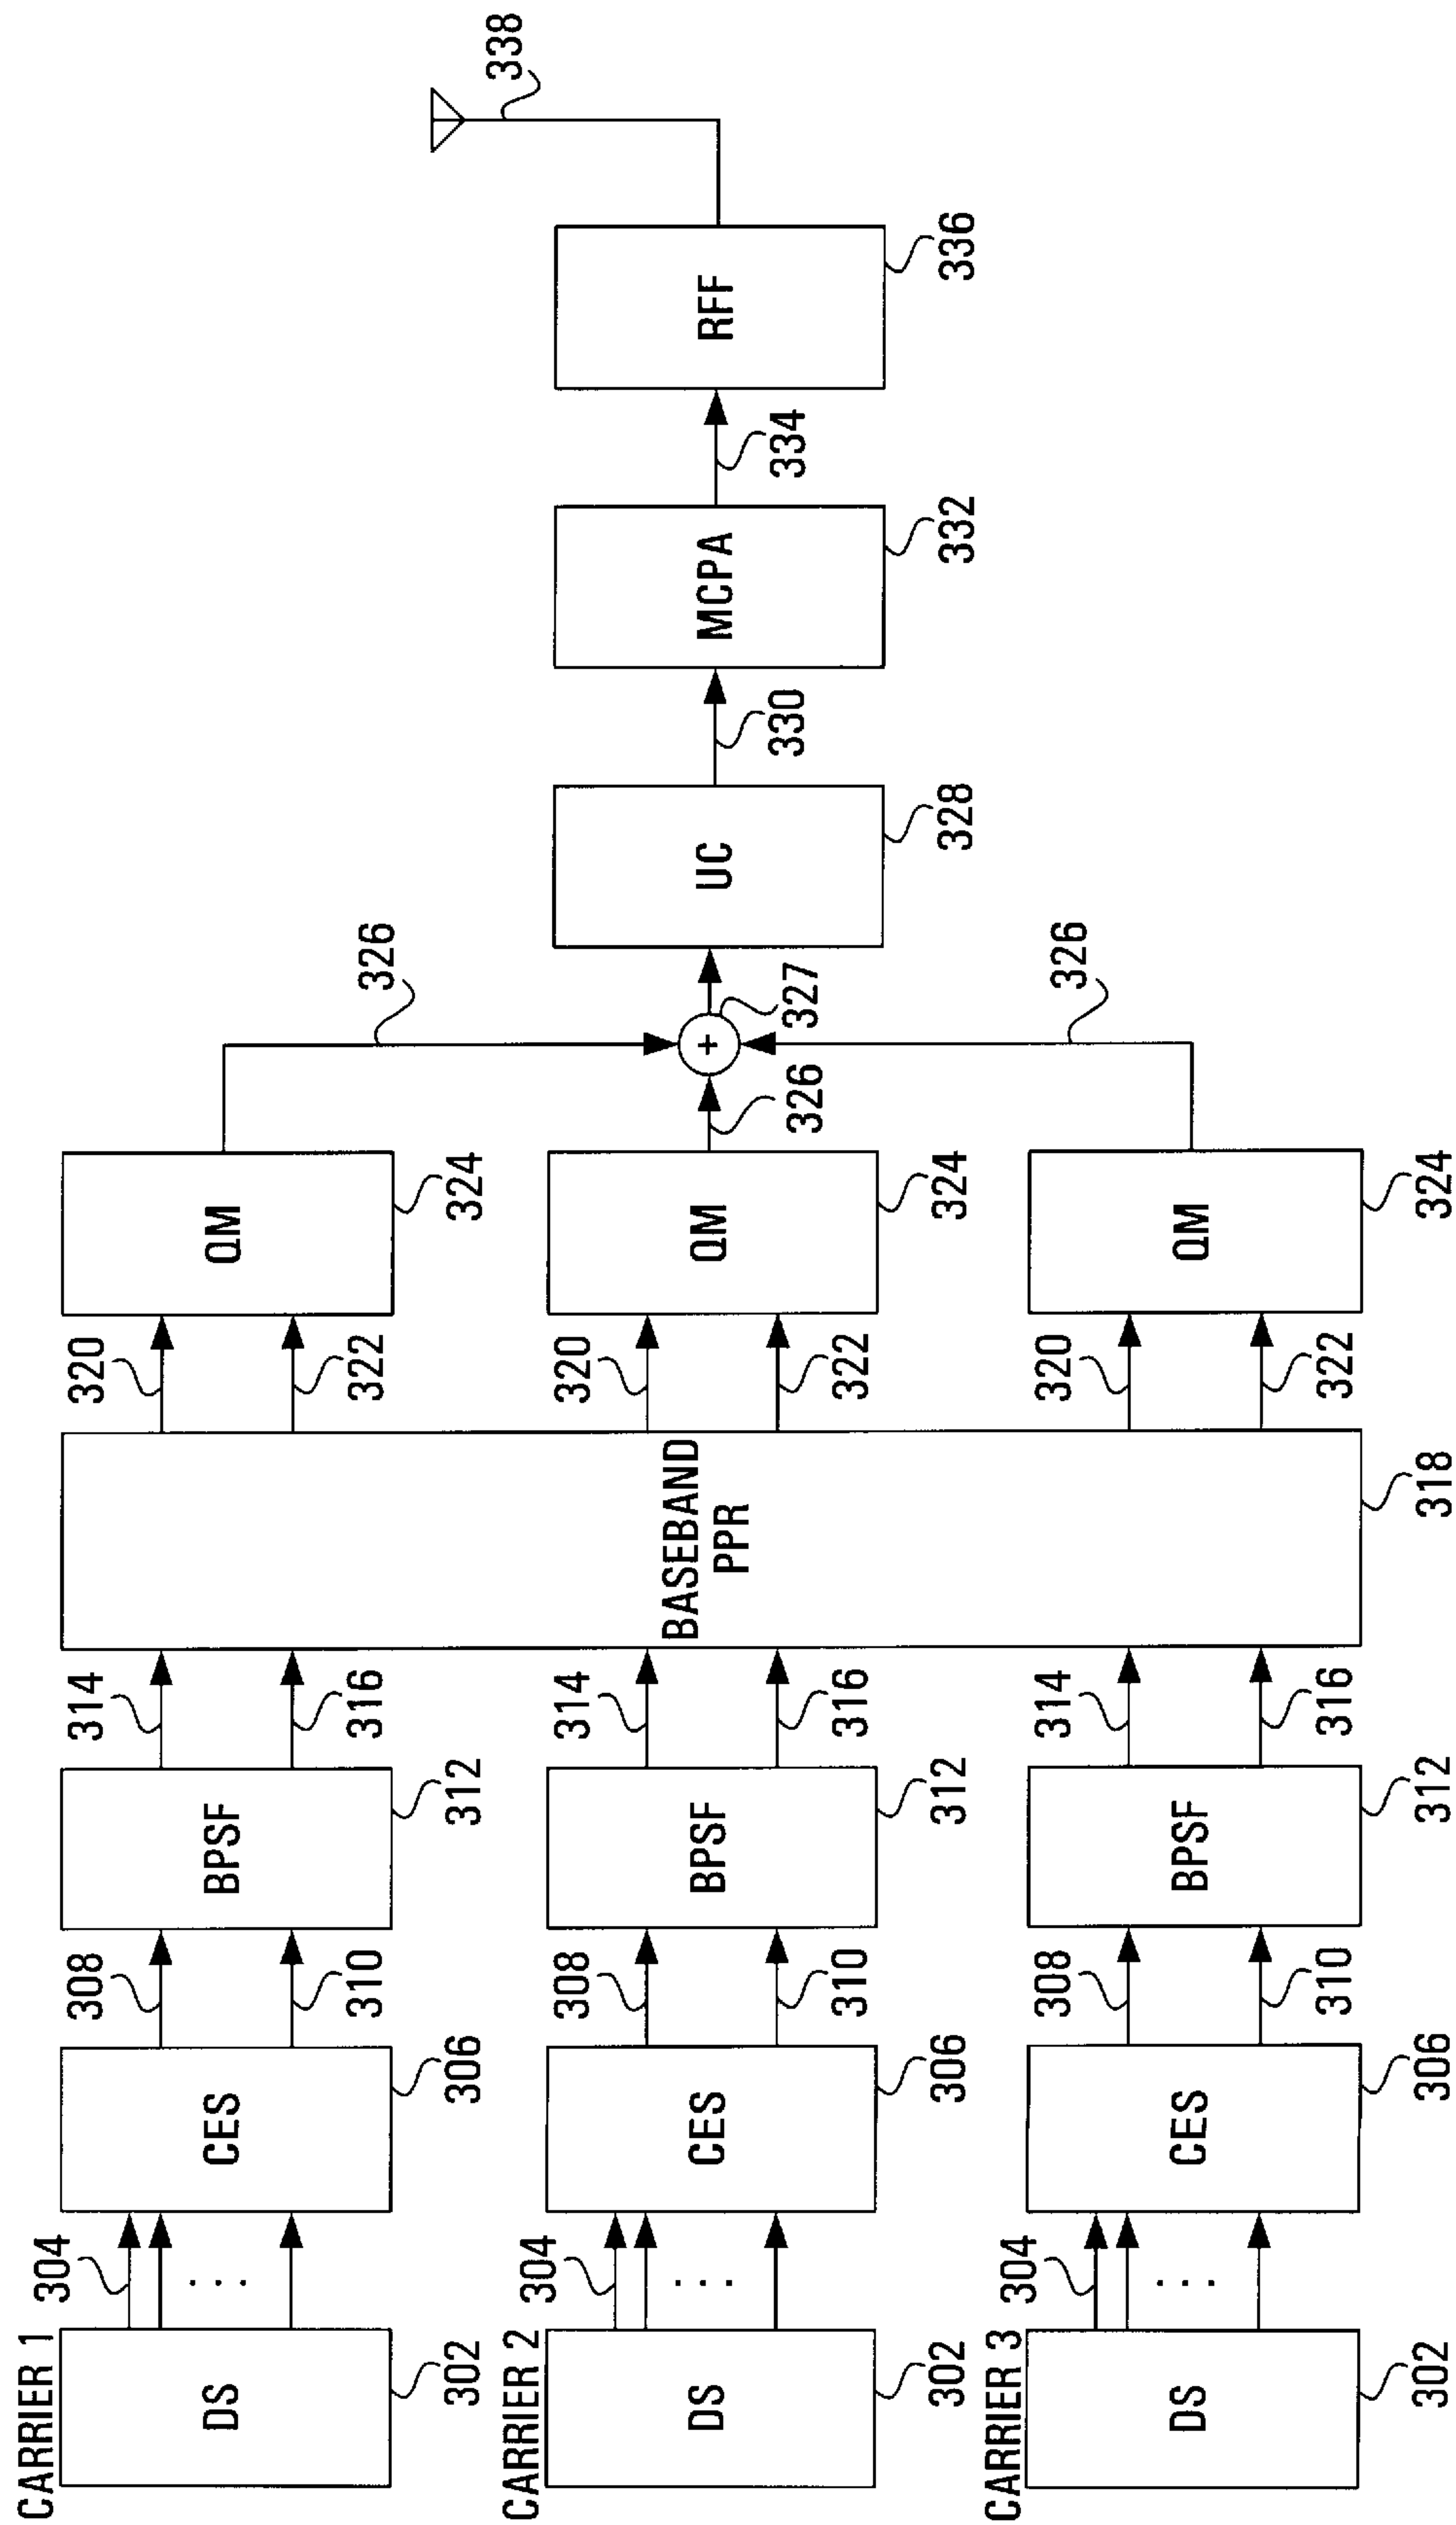 CARRIER 1
DS
302
304
CES
306
308
310
BPSF
312
314
316
BASEBAND
PPR
318
320
322
QM
324
326
CARRIER 2
DS
302
304
CES
306
308
310
BPSF
312
314
316
320
322
QM
324
326
+
327
UC
328
330
MCPA
332
334
RFF
336
338
CARRIER 3
DS
302
304
CES
306
308
310
BPSF
312
314
316
320
322
QM
324
326